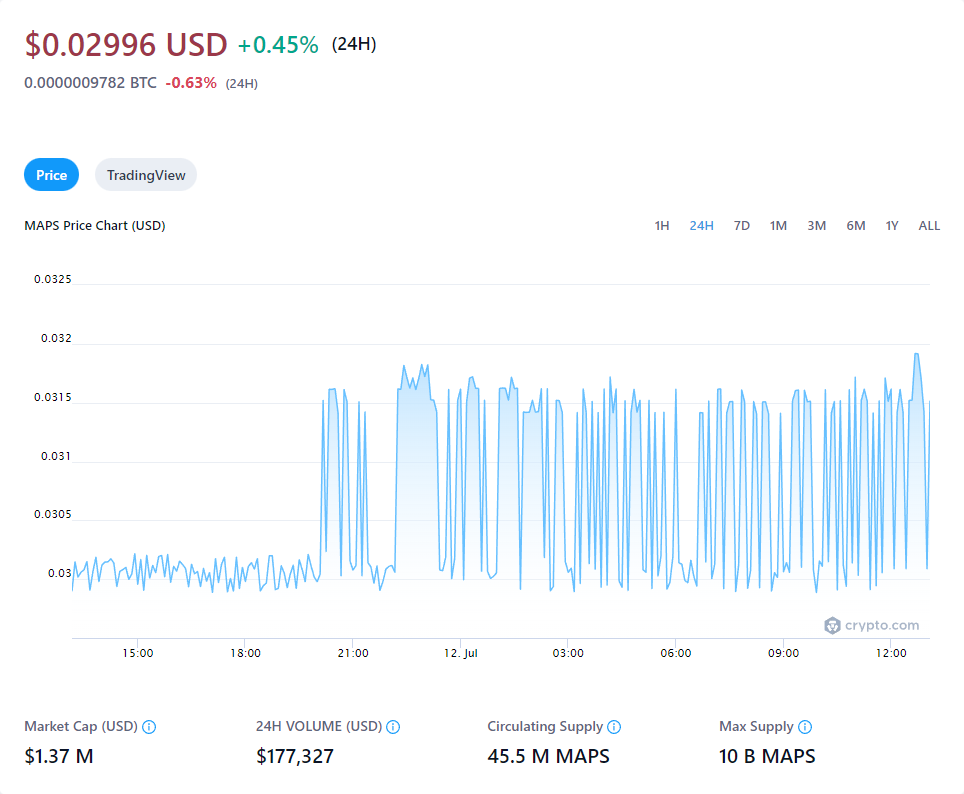 $0.02996 USD +0.45% (24H)
0.0000009782 BTC -0.63% (24H)
Price TradingView
MAPS Price Chart (USD) 1H 24H 7D 1M 3M 6M 1Y ALL
0.0325
0.032
0.0315
0.031
0.0305
0.03
crypto.com
15:00 18:00 21:00 12. Jul 03:00 06:00 09:00 12:00
Market Cap (USD) 24H VOLUME (USD) Circulating Supply Max Supply
$1.37 M $177,327 45.5 M MAPS 10 B MAPS